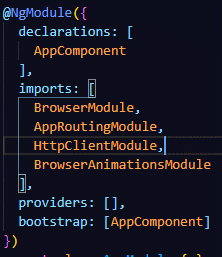 @NgModule({
declarations: [
AppComponent
],
imports: [
BrowserModule,
AppRoutingModule,
HttpClientModule,
BrowserAnimationsModule
],
providers: [],
bootstrap: [AppComponent]
})